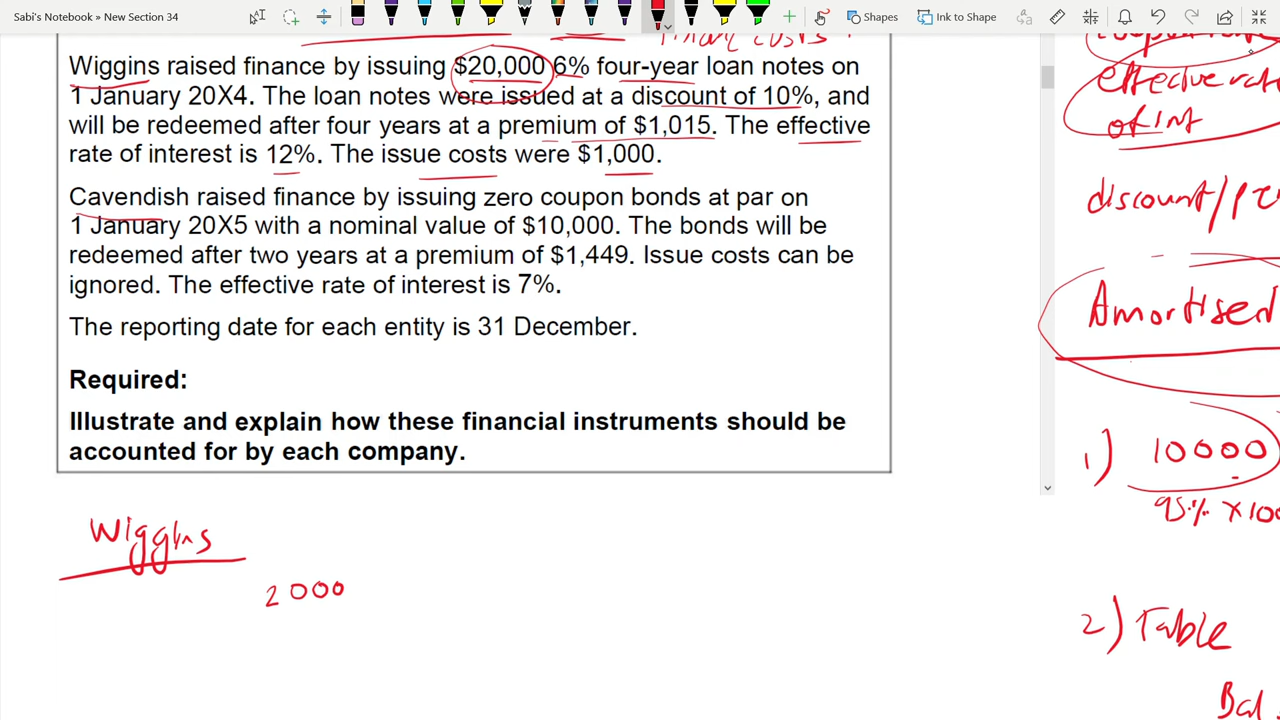 Sabi's Notebook » New Section 34
Shapes
Ink to Shape
Wiggins raised finance by issuing $20,000 6% four-year loan notes on
1 January 20X4. The loan notes were issued at a discount of 10%, and
will be redeemed after four years at a premium of $1,015. The effective
rate of interest is 12%. The issue costs were $1,000.
Cavendish raised finance by issuing zero coupon bonds at par on
1 January 20X5 with a nominal value of $10,000. The bonds will be
redeemed after two years at a premium of $1,449. Issue costs can be
ignored. The effective rate of interest is 7%.
The reporting date for each entity is 31 December.
Required:
Illustrate and explain how these financial instruments should be
accounted for by each company.
Wiggins
2000
effective rate
of Int
discount/pre
Amortised
1) 10000
95% X 100
2) Table
Bal